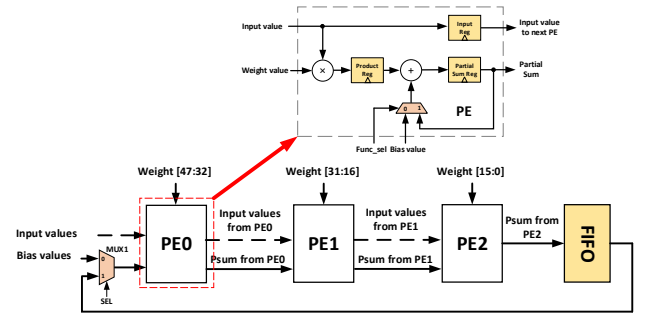 Input value
Input
Reg
Input value
to next PE
Weight value
×
Product
Reg
+
Partial
Sum Reg
Partial
Sum
0 1
PE
Func_sel Bias value
Weight [47:32]
Weight [31:16]
Weight [15:0]
Input values
Bias values
MUX1
0
1
SEL
PE0
Input values
from PE0
Psum from PE0
PE1
Input values
from PE1
Psum from PE1
PE2
Psum from
PE2
FIFO